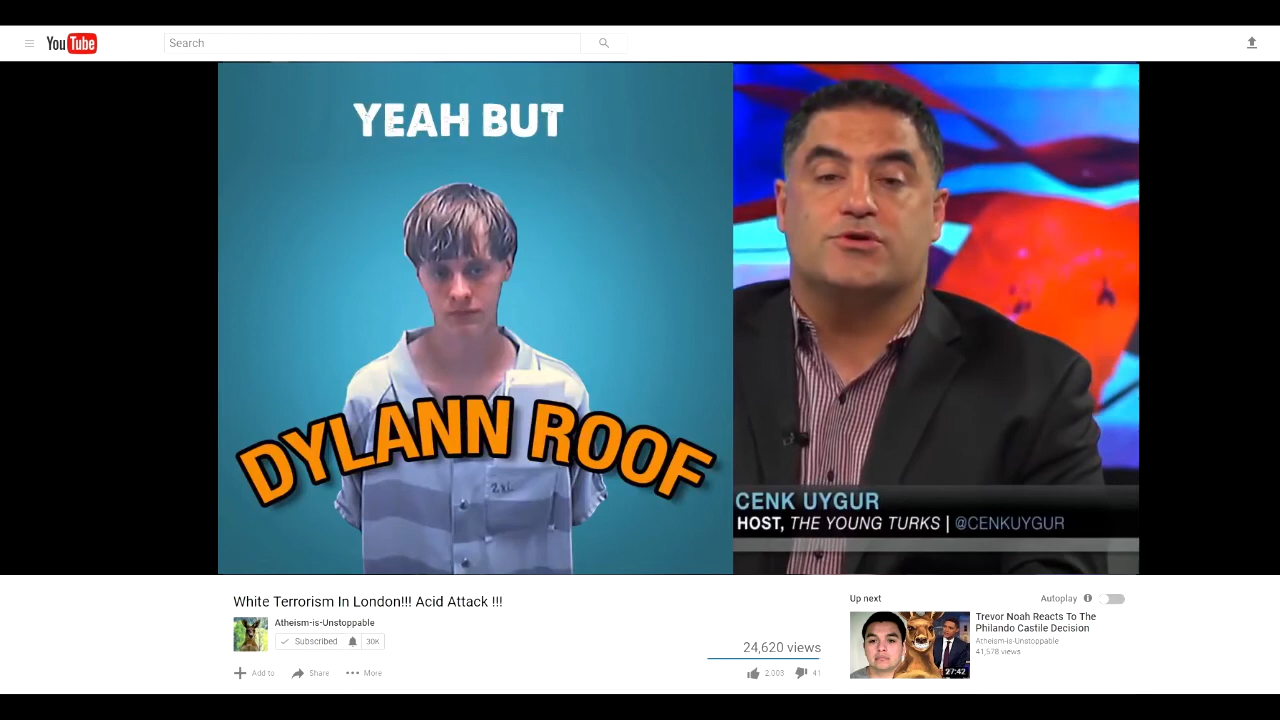 YouTube
Search
YEAH BUT
DYLANN ROOF
CENK UYGUR
HOST, THE YOUNG TURKS | @CENKUYGUR
White Terrorism In London!!! Acid Attack !!!
Atheism-is-Unstoppable
Subscribed 30K
24,620 views
Add to Share More
2,003 41
Up next
Autoplay
Trevor Noah Reacts To The
Philando Castile Decision
Atheism-is-Unstoppable
41,578 views
27:42